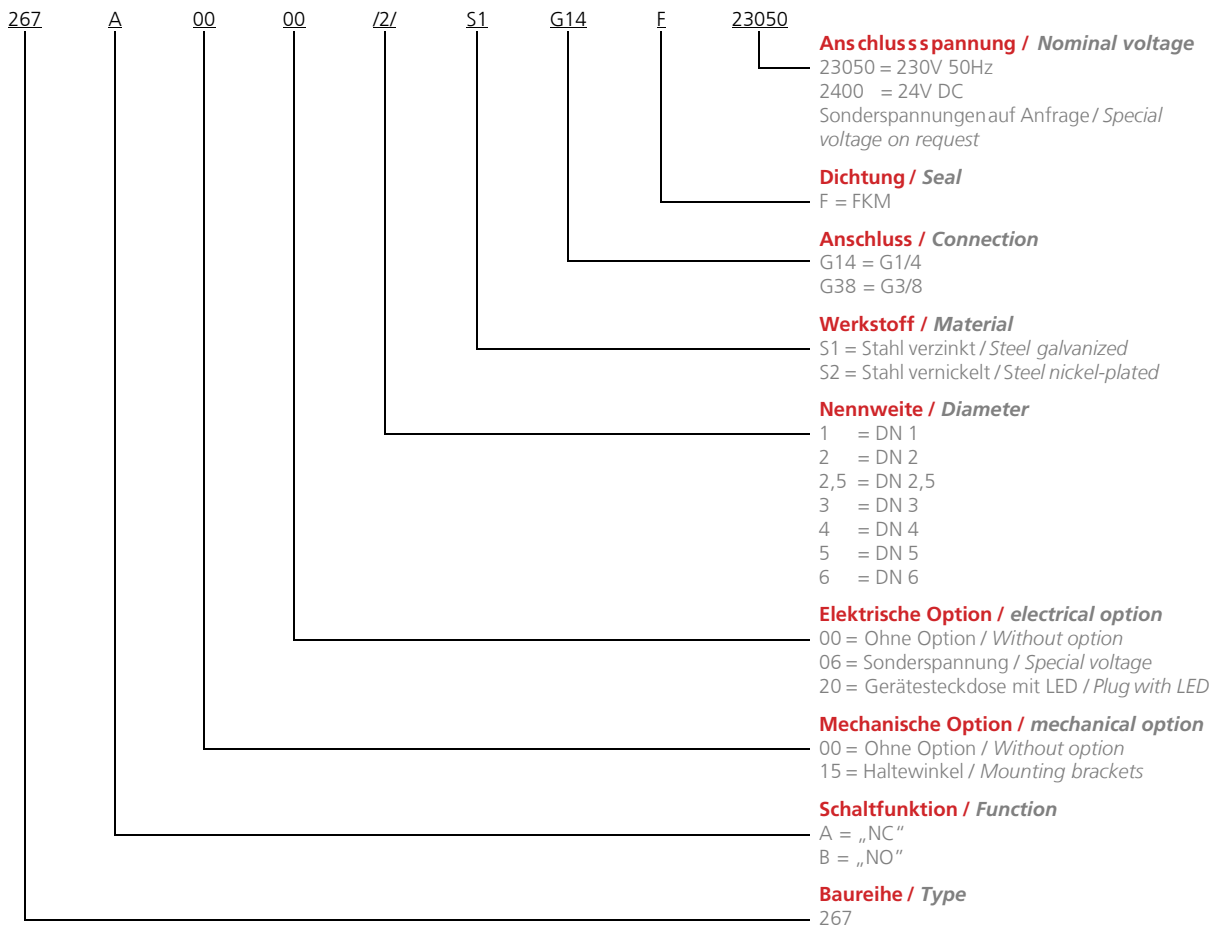 267 A 00 00 /2/ S1 G14 F 23050
Anschlussspannung / Nominal voltage
23050 = 230V 50Hz
2400 = 24V DC
Sonderspannungen auf Anfrage / Special
voltage on request
Dichtung / Seal
F = FKM
Anschluss / Connection
G14 = G1/4
G38 = G3/8
Werkstoff / Material
S1 = Stahl verzinkt / Steel galvanized
S2 = Stahl vernickelt / Steel nickel-plated
Nennweite / Diameter
1 = DN 1
2 = DN 2
2,5 = DN 2,5
3 = DN 3
4 = DN 4
5 = DN 5
6 = DN 6
Elektrische Option / electrical option
00 = Ohne Option / Without option
06 = Sonderspannung / Special voltage
20 = Gerätesteckdose mit LED / Plug with LED
Mechanische Option / mechanical option
00 = Ohne Option / Without option
15 = Haltewinkel / Mounting brackets
Schaltfunktion / Function
A = „NC“
B = „NO”
Baureihe / Type
267